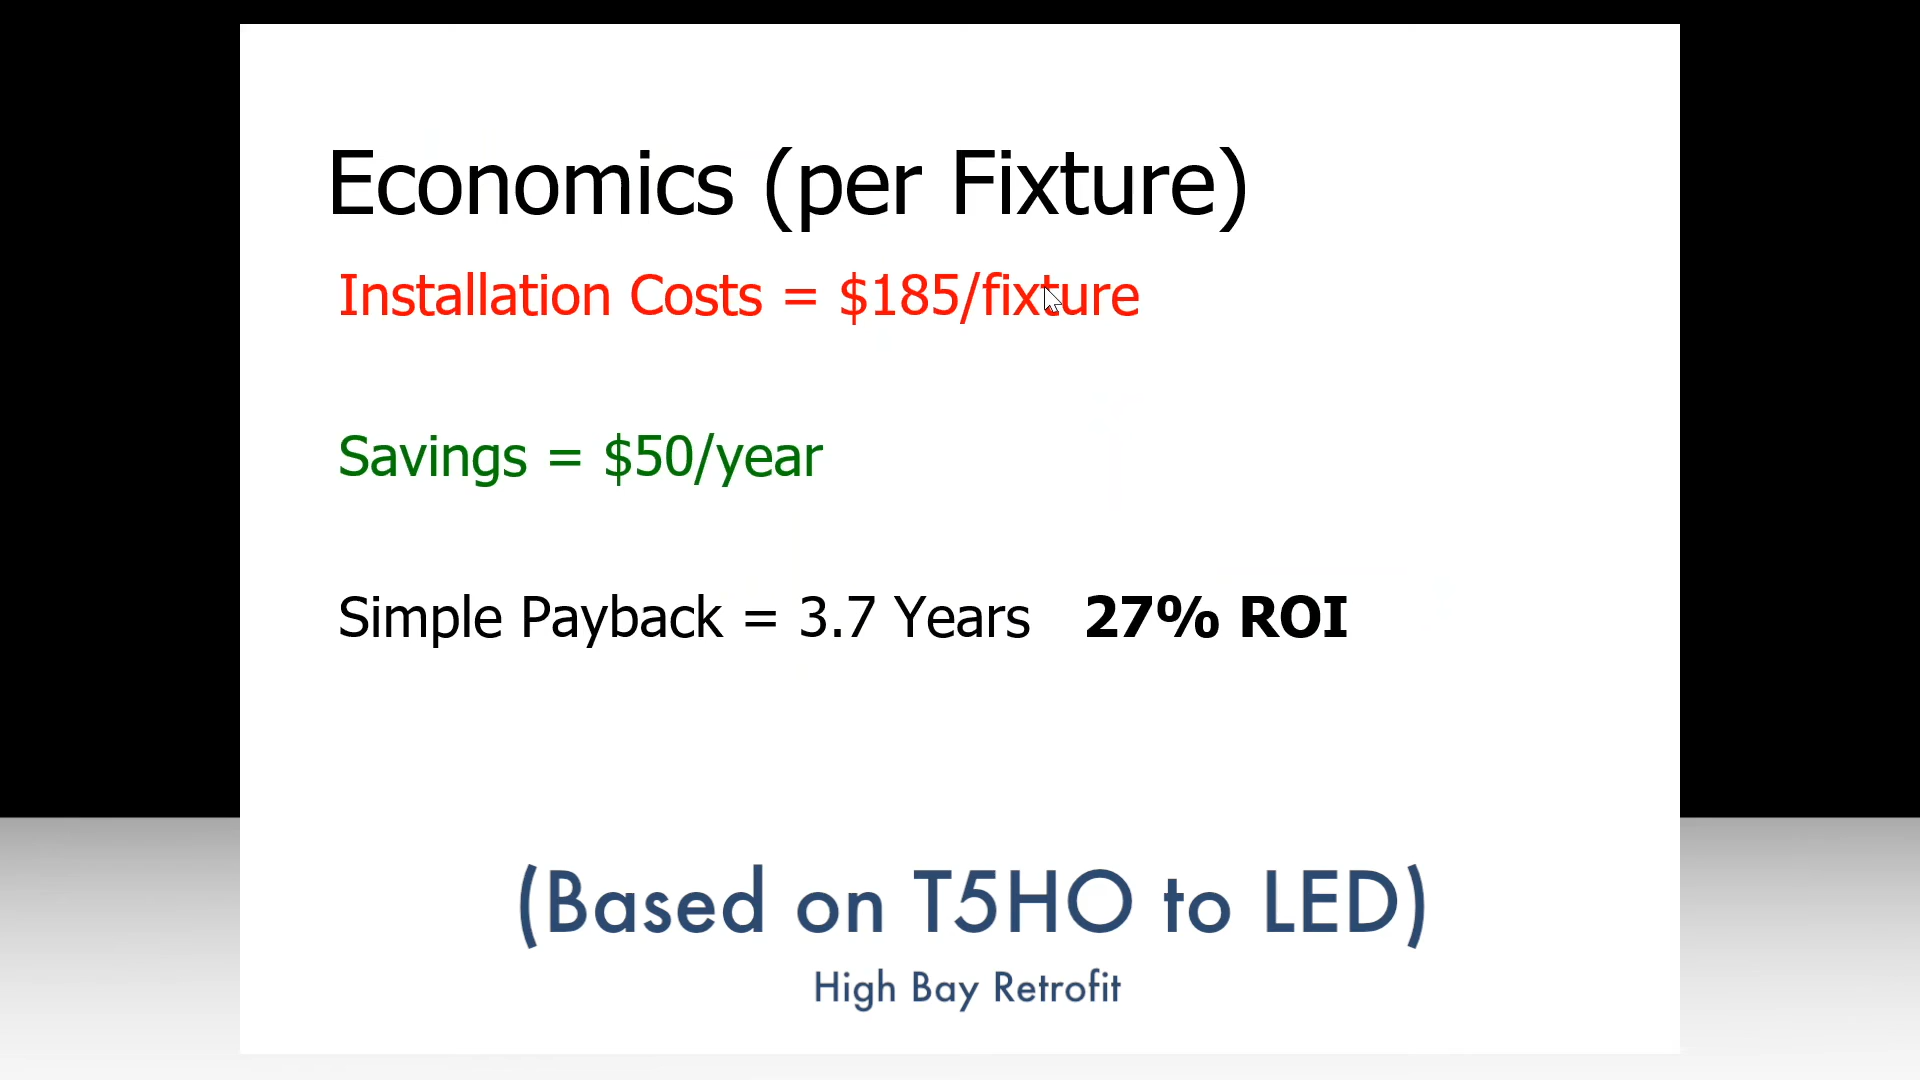 Economics (per Fixture)
Installation Costs = $185/fixture
Savings = $50/year
Simple Payback = 3.7 Years 27% ROI
(Based on T5HO to LED)
High Bay Retrofit